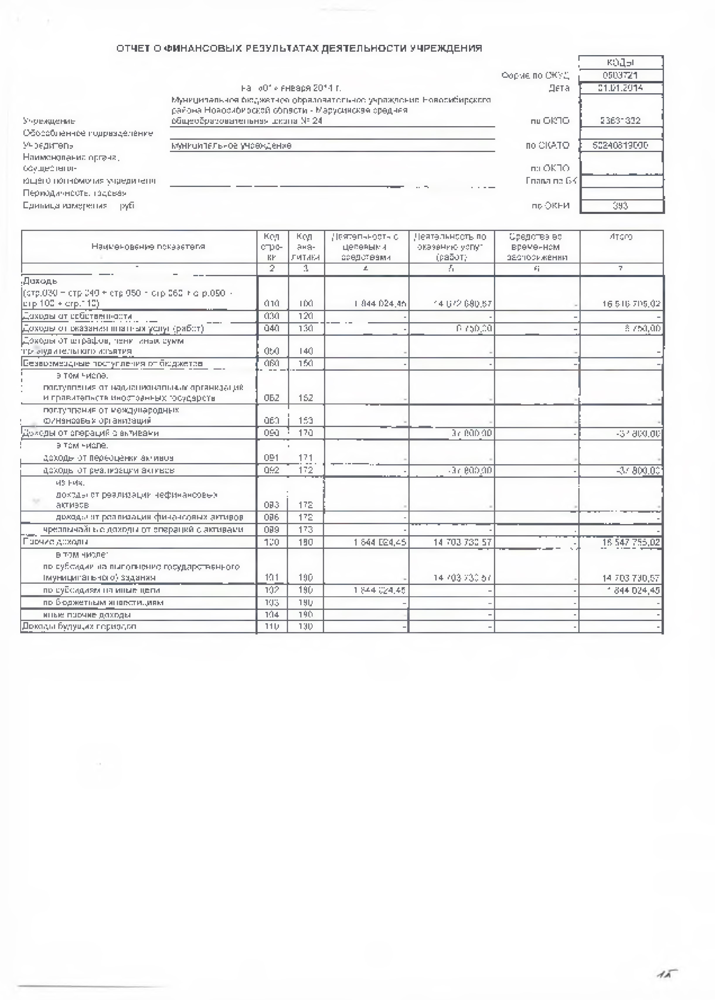 ОТЧЕТ О ФИНАНСОВЫХ РЕЗУЛЬТАТАХ ДЕЯТЕЛЬНОСТИ УЧРЕЖДЕНИЯ
КОДЫ
Форма по ОКУД 0503721
на «01» января 2014 г. Дата 01.01.2014
Муниципальное бюджетное образовательное учреждение Новосибирского
района Новосибирской области - Марусинская средняя
Учреждение общеобразовательная школа № 24 по ОКПО
Обособленное подразделение
Учредитель учреждение по ОКАТО 50240819000
Наименование органа,
осуществля-
по ОКПО
ющего полномочия учредителя Глава по БК
Периодичность: годовая
Единица измерения руб по ОКЕИ 383
Наименование показателя Код стро- ки Код ана- литики Деятельность с целевыми средствами Деятельность по оказанию услуг (работ) Средства во временном распоряжении Итого
1 2 3 4 5 6 7
Доходы
(стр.030 + стр.040 + стр.050 + стр.060 + стр.090 +
стр.100 + стр.110) 010 100 1 844 024,45 14 672 680,57 - 16 516 705,02
Доходы от собственности 030 120 - - - -
Доходы от оказания платных услуг (работ) 040 130 - 6 750,00 - 6 750,00
Доходы от штрафов, пени, иных сумм
принудительного изъятия 050 140 - - - -
Безвозмездные поступления от бюджетов 060 150 - - - -
в том числе:
поступления от наднациональных организаций
и правительств иностранных государств 062 152 - - - -
поступления от международных
финансовых организаций 063 153 - - - -
Доходы от операций с активами 090 170 -37 800,00 - -37 800,00
в том числе:
доходы от переоценки активов 091 171 - - - -
доходы от реализации активов 092 172 - -37 800,00 - -37 800,00
из них:
доходы от реализации нефинансовых
активов 093 172 - - - -
доходы от реализации финансовых активов 096 172 - -
чрезвычайные доходы от операций с активами 099 173 - - - -
Прочие доходы 100 180 1 844 024,45 14 703 730,57 - 16 547 755,02
в том числе:
по субсидии на выполнение государственного
(муниципального) задания 101 180 - 14 703 730,57 - 14 703 730,57
по субсидиям на иные цели 102 180 1 844 024,45 - - 1 844 024,45
по бюджетным инвестициям 103 180 - - - -
иные прочие доходы 104 180 - - -
Доходы будущих периодов 110 130 - - - -